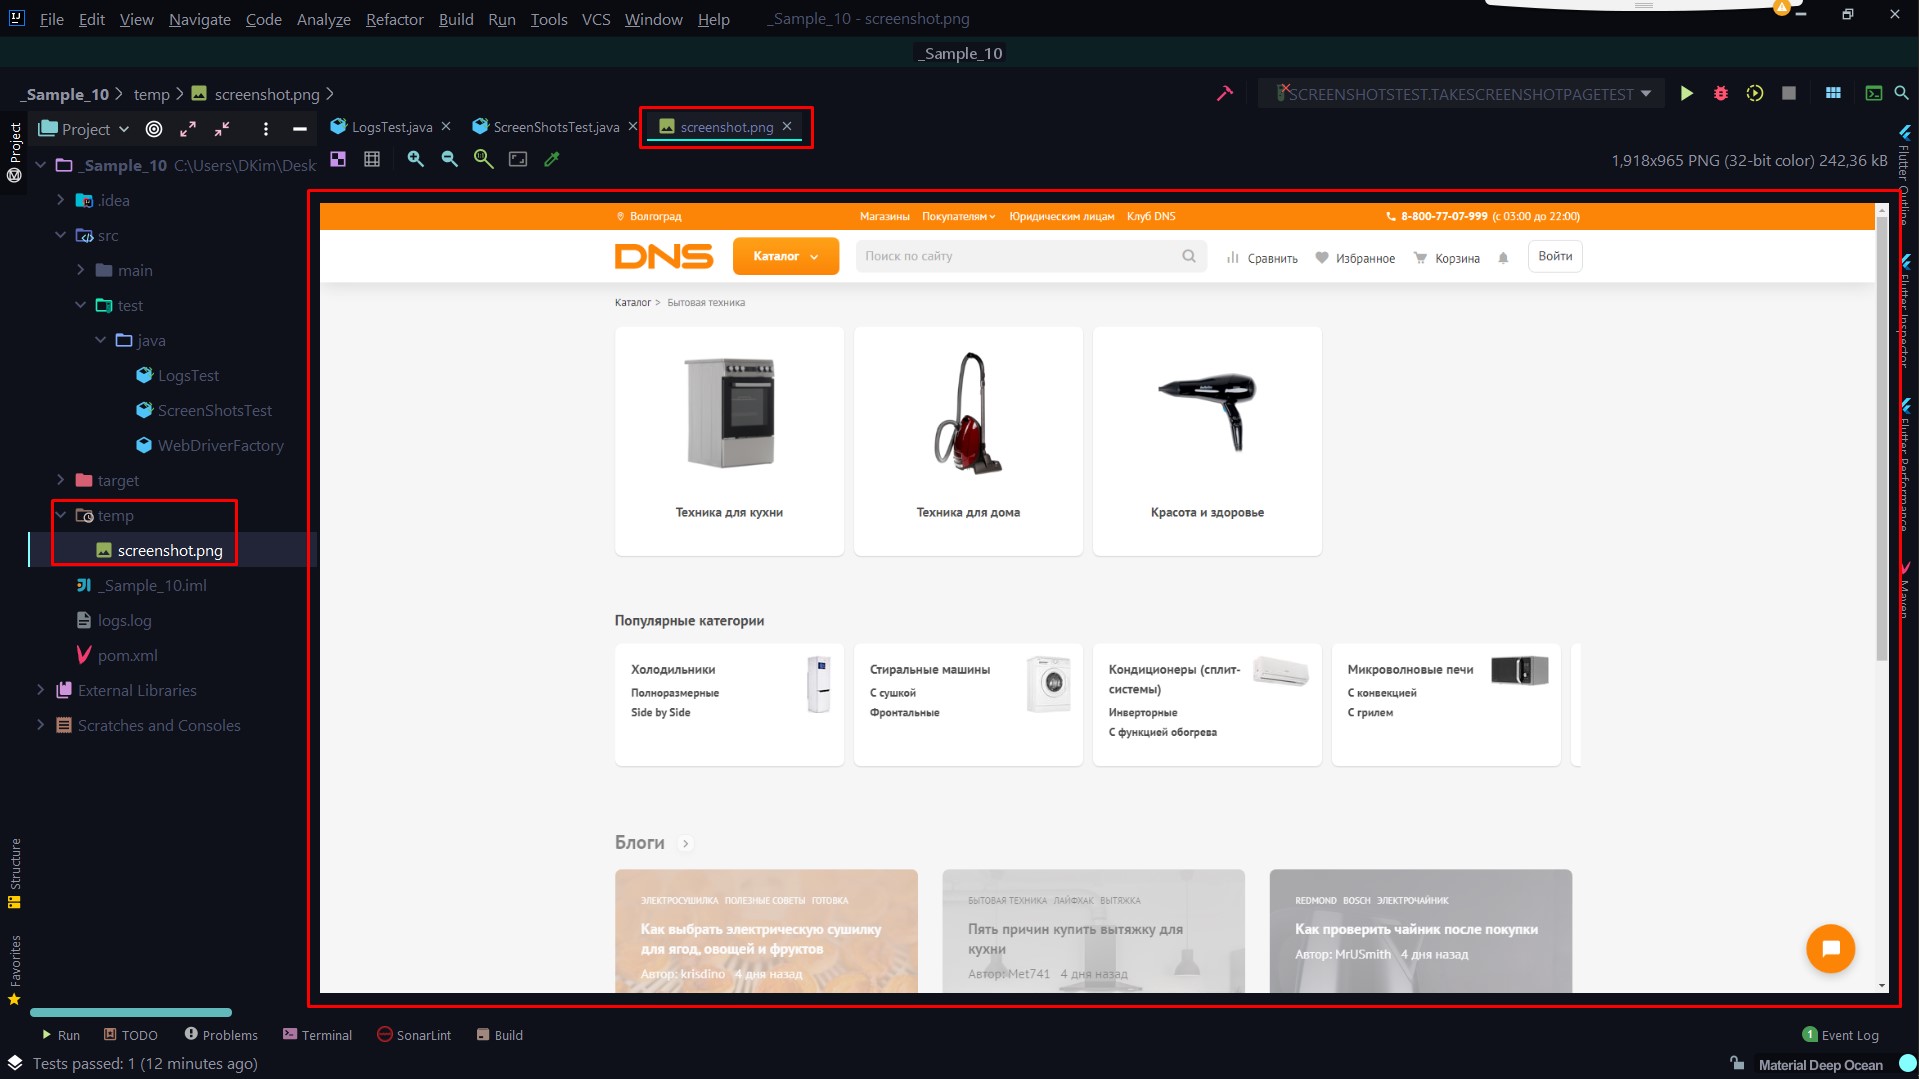 File Edit View Navigate Code Analyze Refactor Build Run Tools VCS Window Help _Sample_10 - screenshot.png
_Sample_10
_Sample_10 temp screenshot.png
SCREENSHOTSTEST.TAKESCREENSHOTPAGETEST
Project
LogsTest.java ScreenShotsTest.java screenshot.png
Project
1,918x965 PNG (32-bit color) 242,36 kB
_Sample_10 C:\Users\DKim\Desk
.idea
src
main
test
java
LogsTest
ScreenShotsTest
WebDriverFactory
target
temp
screenshot.png
_Sample_10.iml
logs.log
pom.xml
External Libraries
Scratches and Consoles
Structure
Favorites
Волгоград Магазины Покупателям Юридическим лицам Клуб DNS 8-800-77-07-999 (с 03:00 до 22:00)
DNS Каталог Поиск по сайту Сравнить Избранное Корзина Войти
Каталог > Бытовая техника
Техника для кухни
Техника для дома
Красота и здоровье
Популярные категории
Холодильники
Полноразмерные
Side by Side
Стиральные машины
С сушкой
Фронтальные
Кондиционеры (сплит-
системы)
Инверторные
С функцией обогрева
Микроволновые печи
С конвекцией
С грилем
Блоги
ЭЛЕКТРОСУШИЛКА ПОЛЕЗНЫЕ СОВЕТЫ ГОТОВКА
Как выбрать электрическую сушилку
для ягод, овощей и фруктов
Автор: krisdino 4 дня назад
БЫТОВАЯ ТЕХНИКА ЛАЙФХАК ВЫТЯЖКА
Пять причин купить вытяжку для
кухни
Автор: Met741 4 дня назад
REDMOND BOSCH ЭЛЕКТРОЧАЙНИК
Как проверить чайник после покупки
Автор: MrUSmith 4 дня назад
Flutter Outline
Flutter Inspector
Flutter Performance
Maven
Run TODO Problems Terminal SonarLint Build
1 Event Log
Tests passed: 1 (12 minutes ago)
Material Deep Ocean